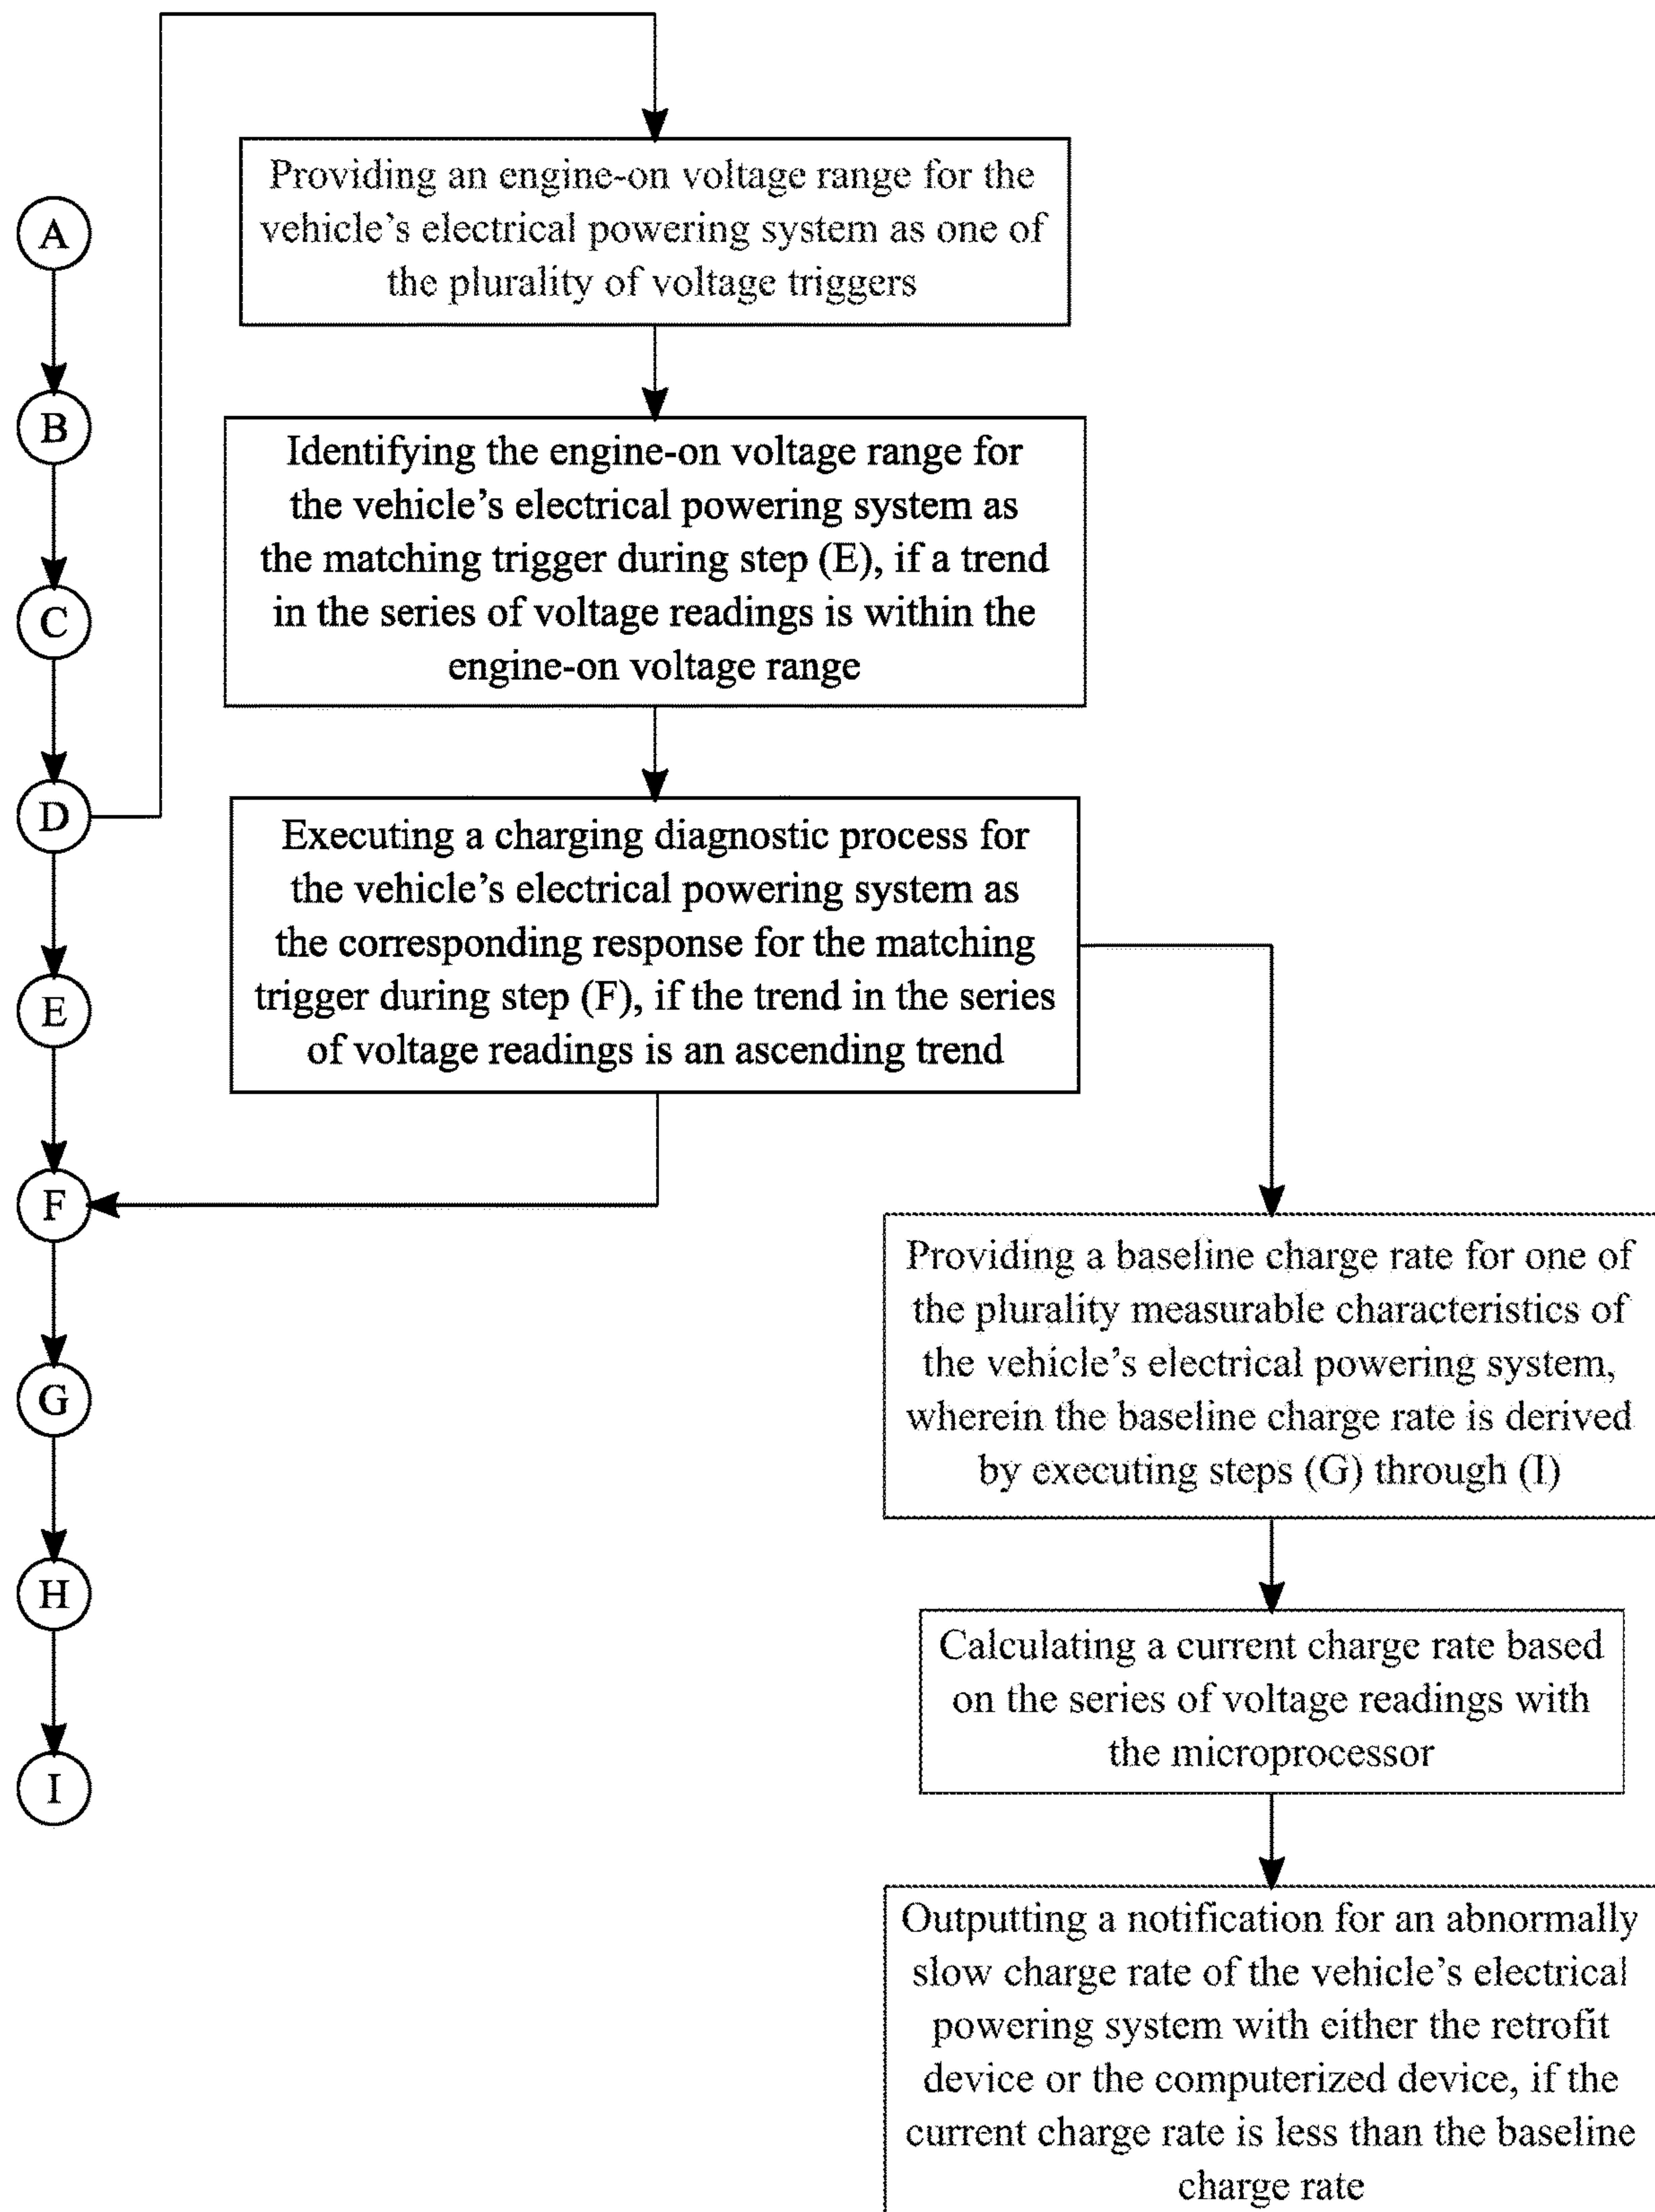 A
B
C
D
E
F
G
H
I
Providing an engine-on voltage range for the
vehicle's electrical powering system as one of
the plurality of voltage triggers
Identifying the engine-on voltage range for
the vehicle's electrical powering system as
the matching trigger during step (E), if a trend
in the series of voltage readings is within the
engine-on voltage range
Executing a charging diagnostic process for
the vehicle's electrical powering system as
the corresponding response for the matching
trigger during step (F), if the trend in the series
of voltage readings is an ascending trend
Providing a baseline charge rate for one of
the plurality measurable characteristics of
the vehicle's electrical powering system,
wherein the baseline charge rate is derived
by executing steps (G) through (I)
Calculating a current charge rate based
on the series of voltage readings with
the microprocessor
Outputting a notification for an abnormally
slow charge rate of the vehicle's electrical
powering system with either the retrofit
device or the computerized device, if the
current charge rate is less than the baseline
charge rate